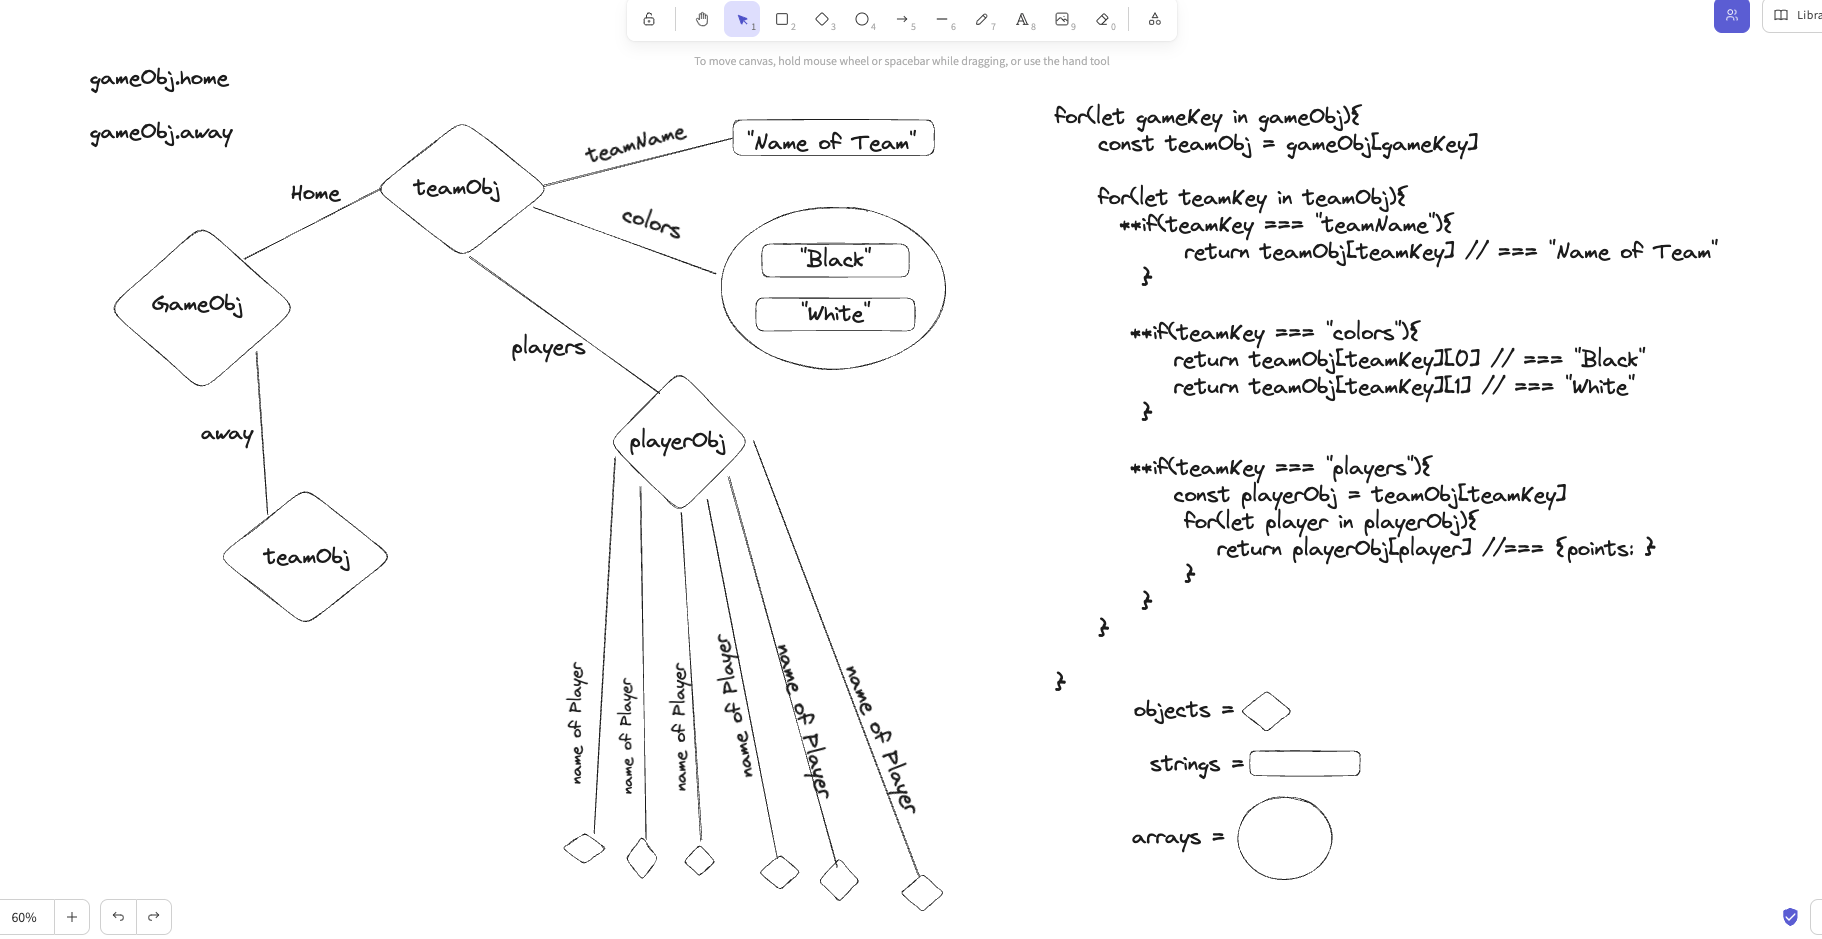 1
2
3
4
5
6
7
8
9
0
Libra
To move canvas, hold mouse wheel or spacebar while dragging, or use the hand tool
gameObj.home
gameObj.away
Home
teamObj
teamName
"Name of Team"
colors
"Black"
"White"
GameObj
players
away
playerObj
teamObj
name of Player
name of Player
name of Player
name of Player
name of Player
name of Player
for(let gameKey in gameObj){
const teamObj = gameObj[gameKey]
for(let teamKey in teamObj){
**if(teamKey === "teamName"){
return teamObj[teamKey] // === "Name of Team"
}
**if(teamKey === "colors"){
return teamObj[teamKey][0] // === "Black"
return teamObj[teamKey][1] // === "White"
}
**if(teamKey === "players"){
const playerObj = teamObj[teamKey]
for(let player in playerObj){
return playerObj[player] //=== {points: }
}
}
}
}
objects =
strings =
arrays =
60%